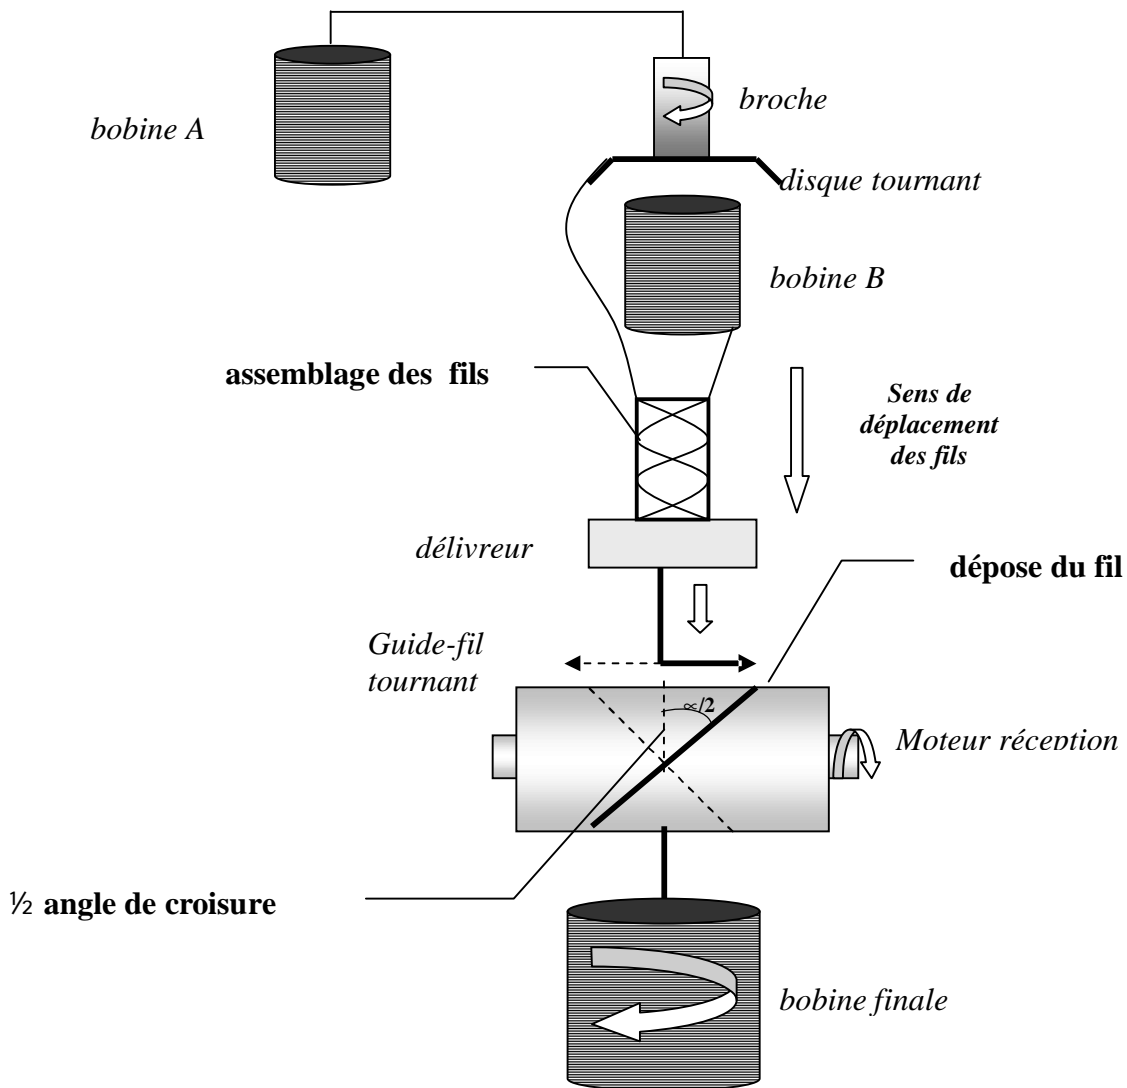 bobine A
broche
disque tournant
bobine B
assemblage des fils
Sens de
déplacement
des fils
délivreur
dépose du fil
Guide-fil
tournant
∝/2
Moteur réception
½ angle de croisure
bobine finale